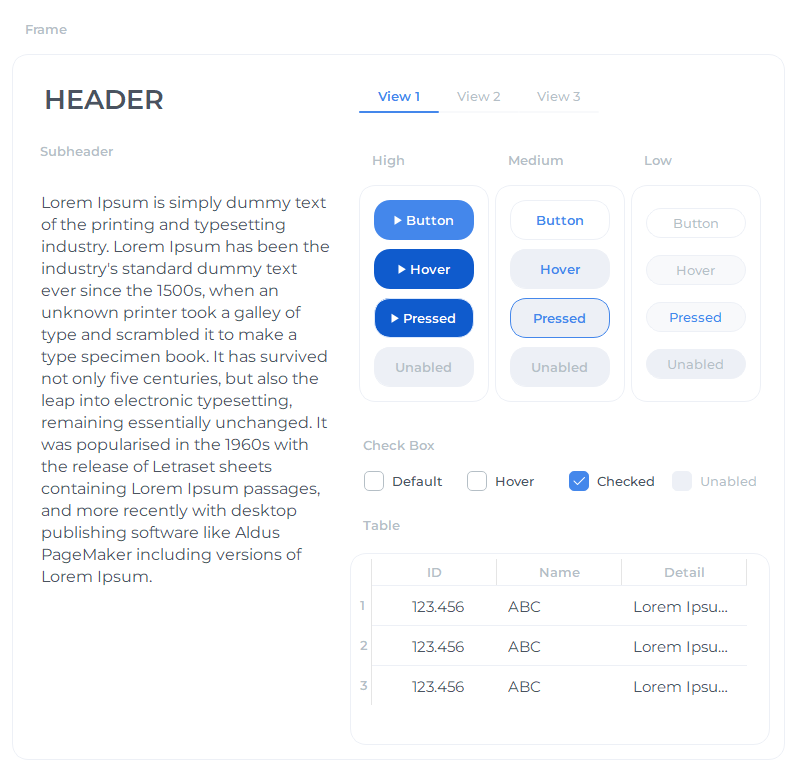 Frame
HEADER
Subheader
Lorem Ipsum is simply dummy text
of the printing and typesetting
industry. Lorem Ipsum has been the
industry's standard dummy text
ever since the 1500s, when an
unknown printer took a galley of
type and scrambled it to make a
type specimen book. It has survived
not only five centuries, but also the
leap into electronic typesetting,
remaining essentially unchanged. It
was popularised in the 1960s with
the release of Letraset sheets
containing Lorem Ipsum passages,
and more recently with desktop
publishing software like Aldus
PageMaker including versions of
Lorem Ipsum.
View 1 View 2 View 3
High Medium Low
Button Button Button
Hover Hover Hover
Pressed Pressed Pressed
Unabled Unabled Unabled
Check Box
Default Hover Checked Unabled
Table
ID Name Detail
1 123.456 ABC Lorem Ipsu...
2 123.456 ABC Lorem Ipsu...
3 123.456 ABC Lorem Ipsu...